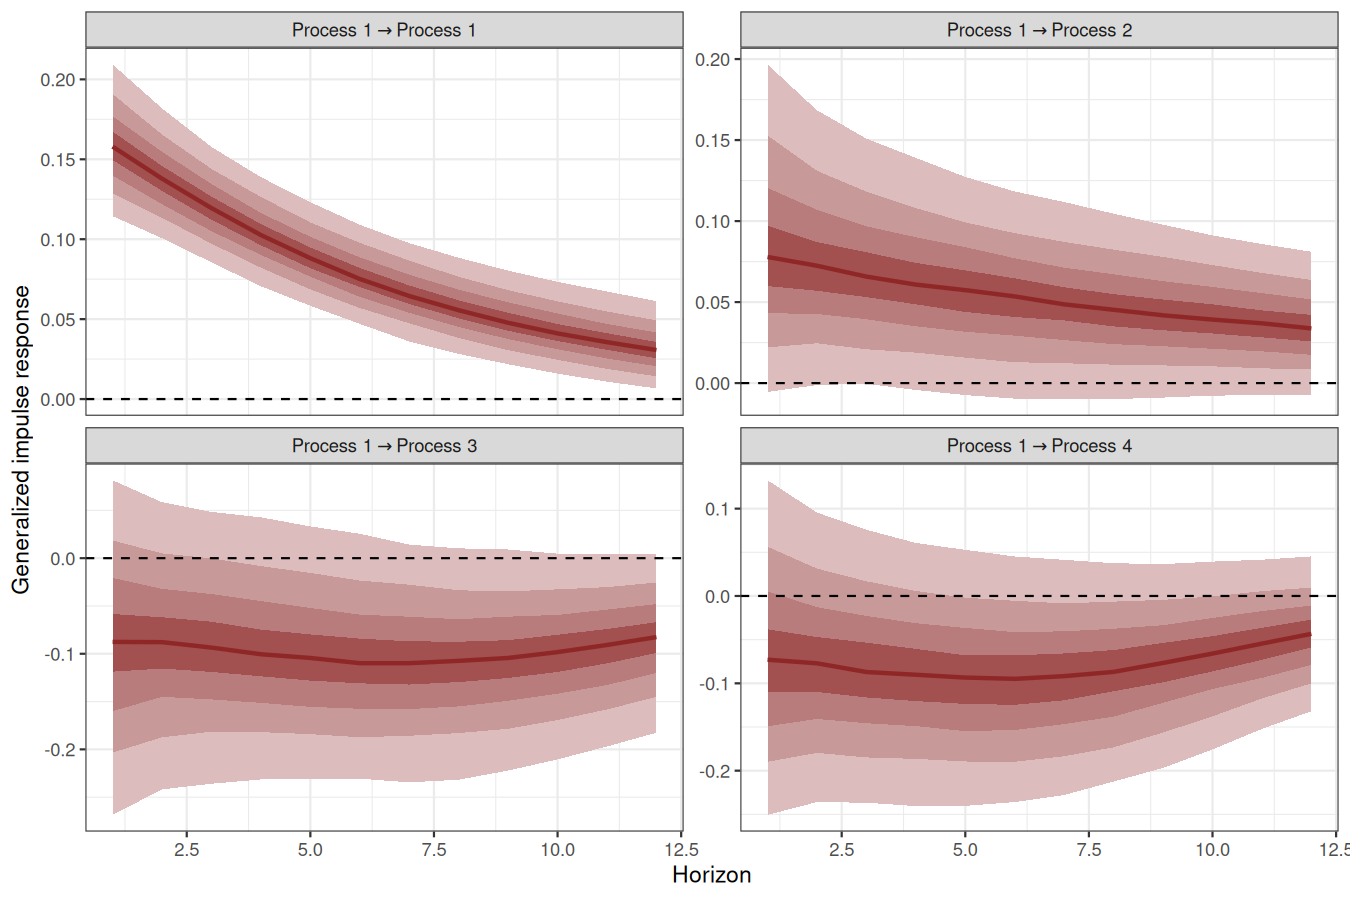 Process 1 → Process 1
Process 1 → Process 2
0.20
0.15
0.10
0.05
0.00
0.20
0.15
0.10
0.05
0.00
Generalized impulse response
Process 1 → Process 3
Process 1 → Process 4
0.0
-0.1
-0.2
0.1
0.0
-0.1
-0.2
2.5 5.0 7.5 10.0 12.5
2.5 5.0 7.5 10.0 12.5
Horizon